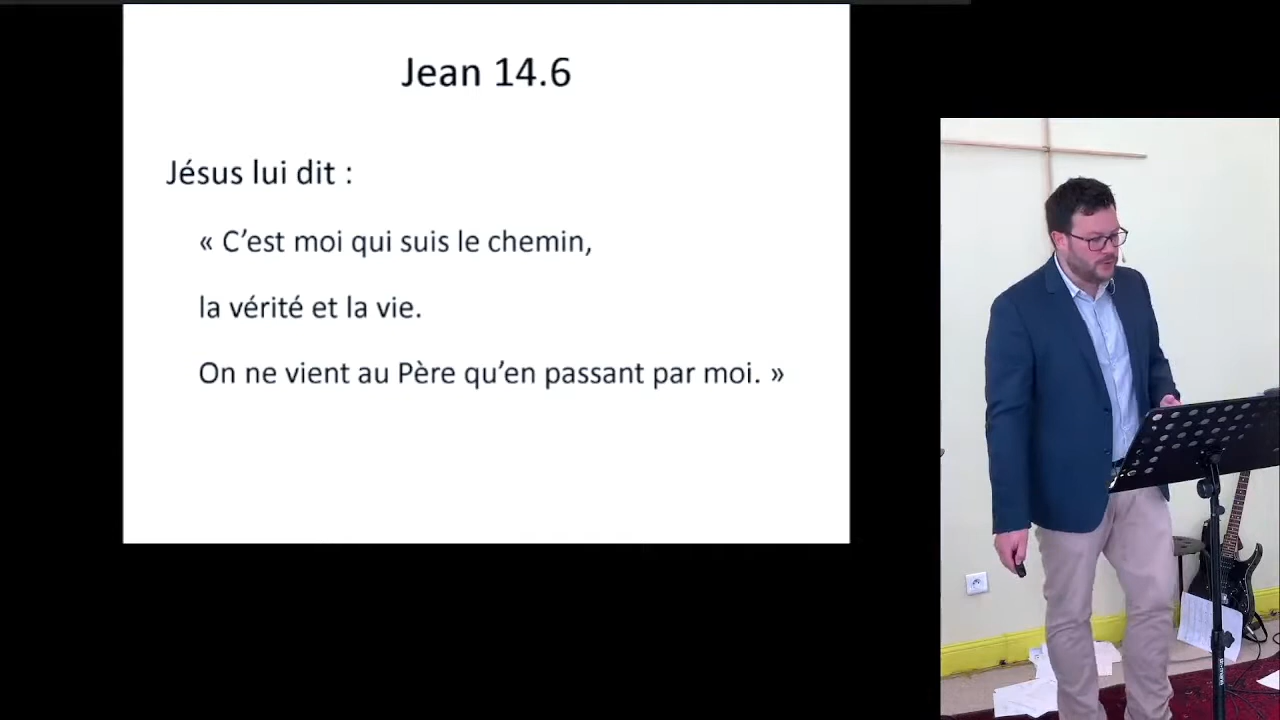 Jean 14.6
Jésus lui dit :
« C’est moi qui suis le chemin,
la vérité et la vie.
On ne vient au Père qu’en passant par moi. »